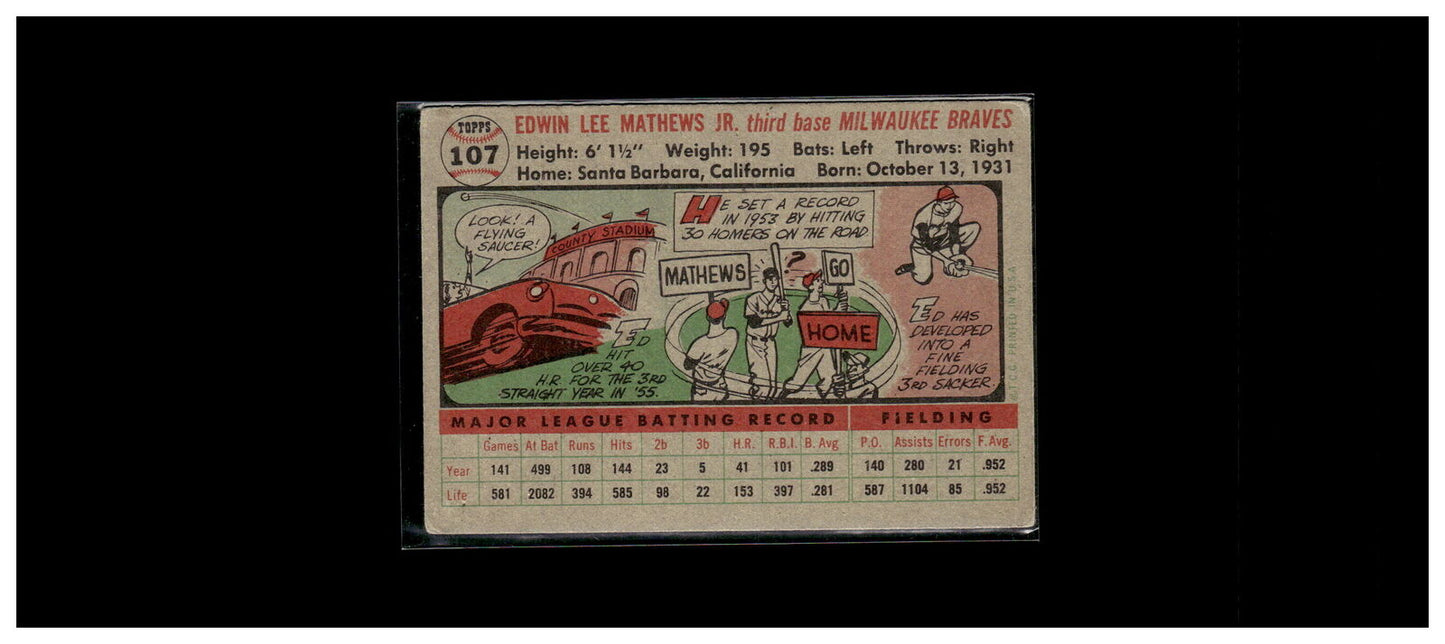 TOPPS
107
EDWIN LEE MATHEWS JR. third base MILWAUKEE BRAVES
Height: 6' 1½" Weight: 195 Bats: Left Throws: Right
Home: Santa Barbara, California Born: October 13, 1931
LOOK! A
FLYING
SAUCER!
COUNTY STADIUM
ED
HIT
OVER 40
H.R. FOR THE 3RD
STRAIGHT YEAR IN '55.
HE SET A RECORD
IN 1953 BY HITTING
30 HOMERS ON THE ROAD
MATHEWS
?
GO
HOME
ED HAS
DEVELOPED
INTO A
FINE
FIELDING
3RD SACKER.
© T.C.C. PRINTED IN U.S.A.
MAJOR LEAGUE BATTING RECORD FIELDING
Games At Bat Runs Hits 2b 3b H.R. R.B.I. B. Avg P.O. Assists Errors F. Avg.
Year 141 499 108 144 23 5 41 101 .289 140 280 21 .952
Life 581 2082 394 585 98 22 153 397 .281 587 1104 85 .952